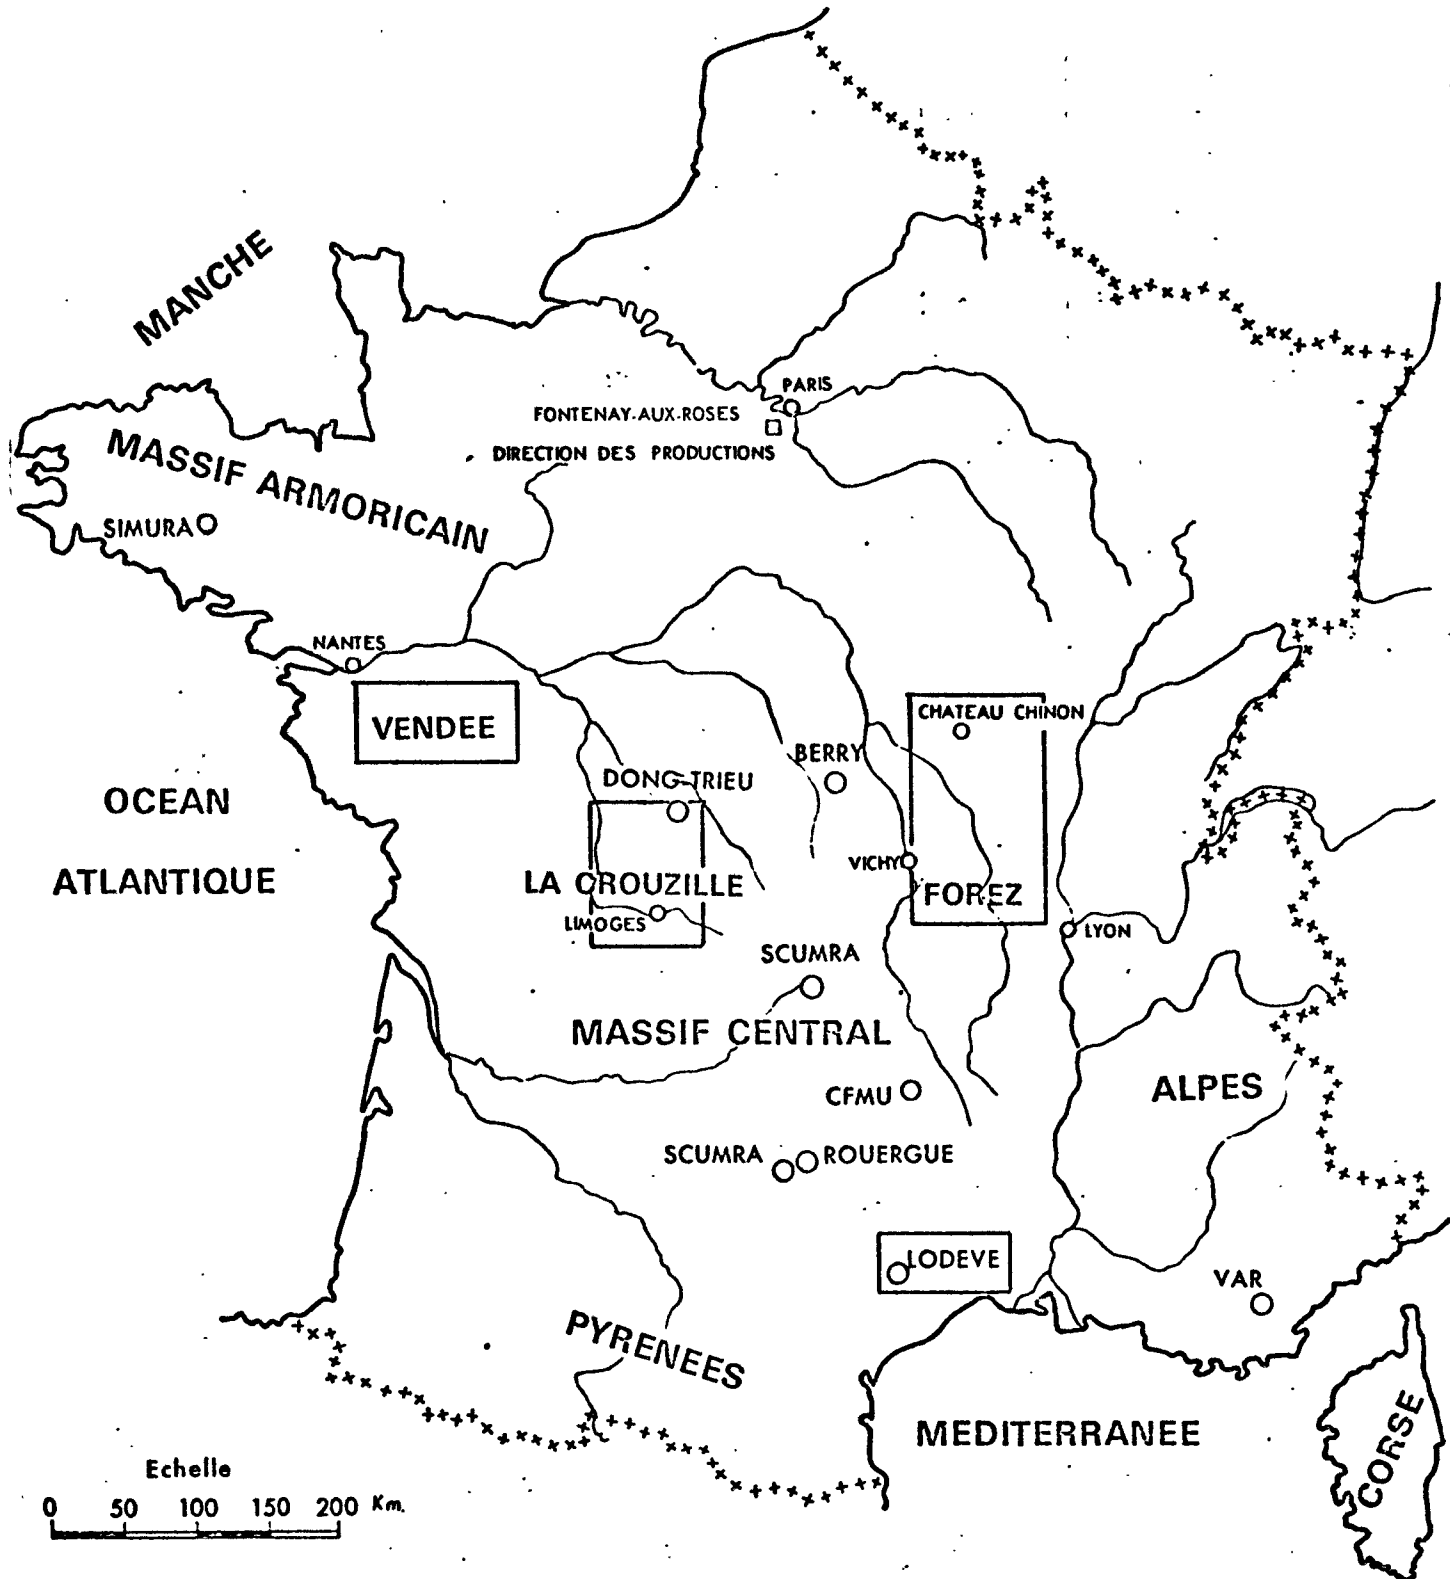 MANCHE
PARIS
FONTENAY-AUX-ROSES
DIRECTION DES PRODUCTIONS
MASSIF ARMORICAIN
SIMURA
NANTES
VENDEE
CHATEAU CHINON
BERRY
DONG-TRIEU
OCEAN
ATLANTIQUE
VICHY
LA CROUZILLE
FOREZ
LIMOGES
LYON
SCUMRA
MASSIF CENTRAL
ALPES
CFMU
SCUMRA
ROUERGUE
LODEVE
VAR
PYRENEES
MEDITERRANEE
CORSE
Echelle
0 50 100 150 200 Km.